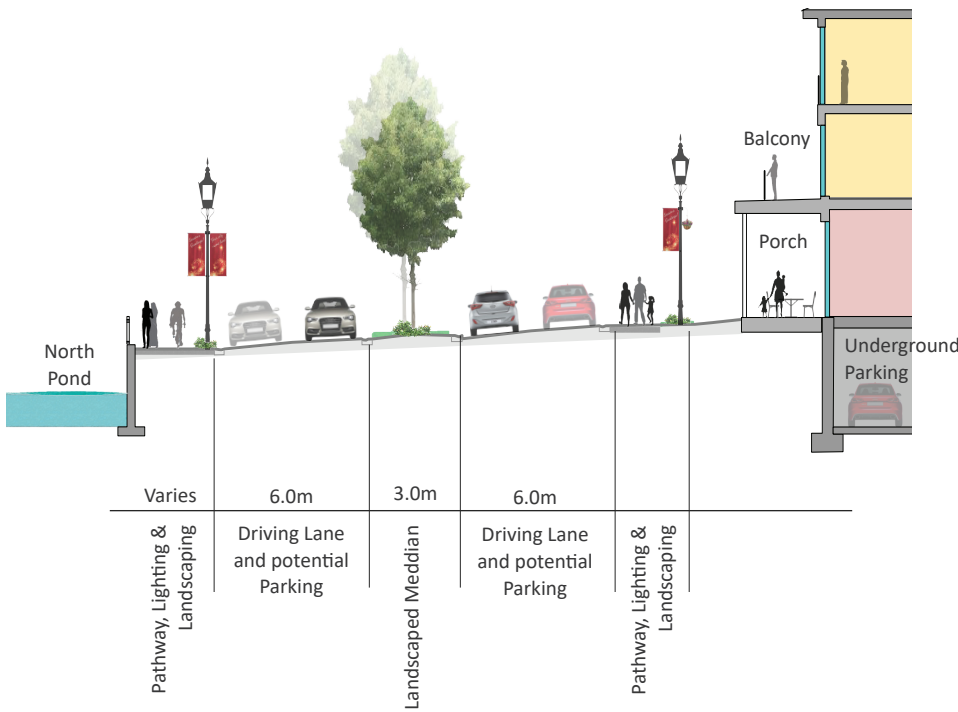 Balcony
Porch
North
Pond
Underground
Parking
Varies
6.0m
3.0m
6.0m
Pathway, Lighting &
Landscaping
Driving Lane
and potential
Parking
Landscaped Meddian
Driving Lane
and potential
Parking
Pathway, Lighting &
Landscaping